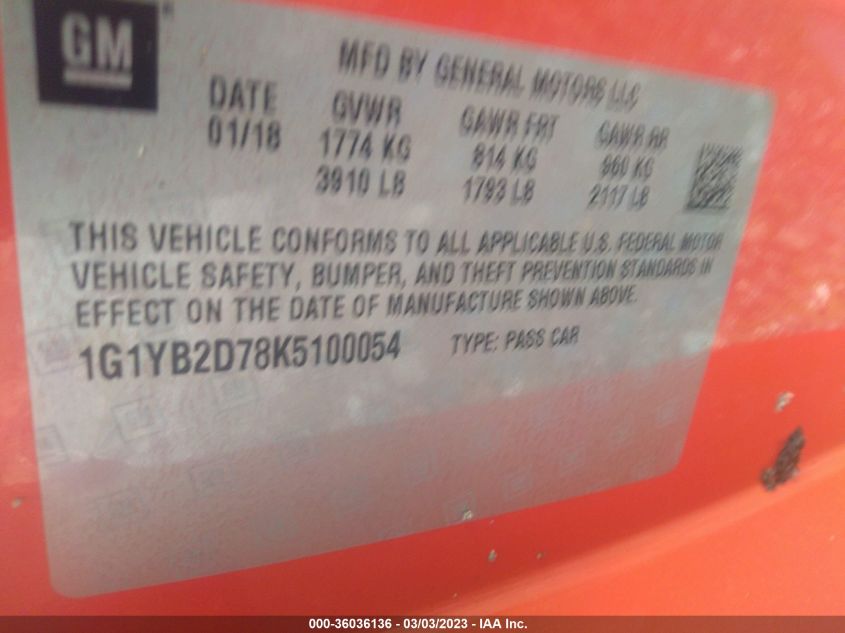 GM
MFD BY GENERAL MOTORS LLC
DATE GVWR GAWR FRT GAWR RR
01/18 1774 KG 814 KG 960 KG
3910 LB 1793 LB 2117 LB
THIS VEHICLE CONFORMS TO ALL APPLICABLE U.S. FEDERAL MOTOR
VEHICLE SAFETY, BUMPER, AND THEFT PREVENTION STANDARDS IN
EFFECT ON THE DATE OF MANUFACTURE SHOWN ABOVE.
1G1YB2D78K5100054 TYPE: PASS CAR
000-36036136 - 03/03/2023 - IAA Inc.